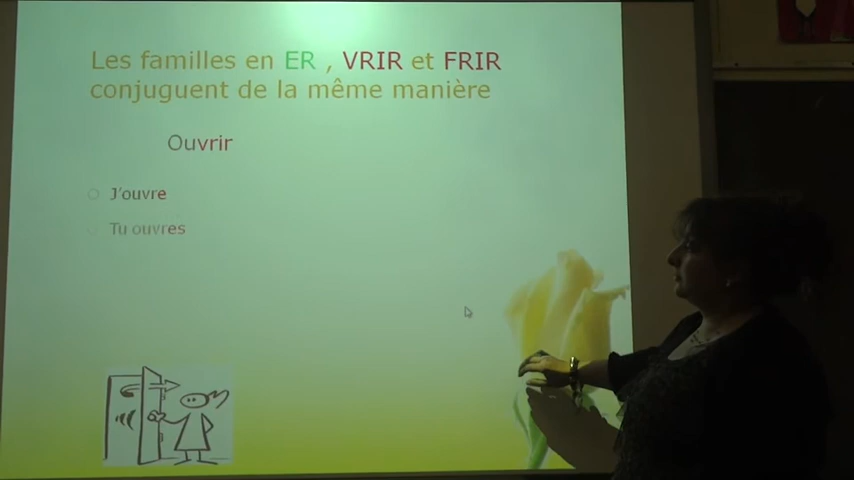 Les familles en ER , VRIR et FRIR
conjuguent de la même manière
Ouvrir
J'ouvre
Tu ouvres